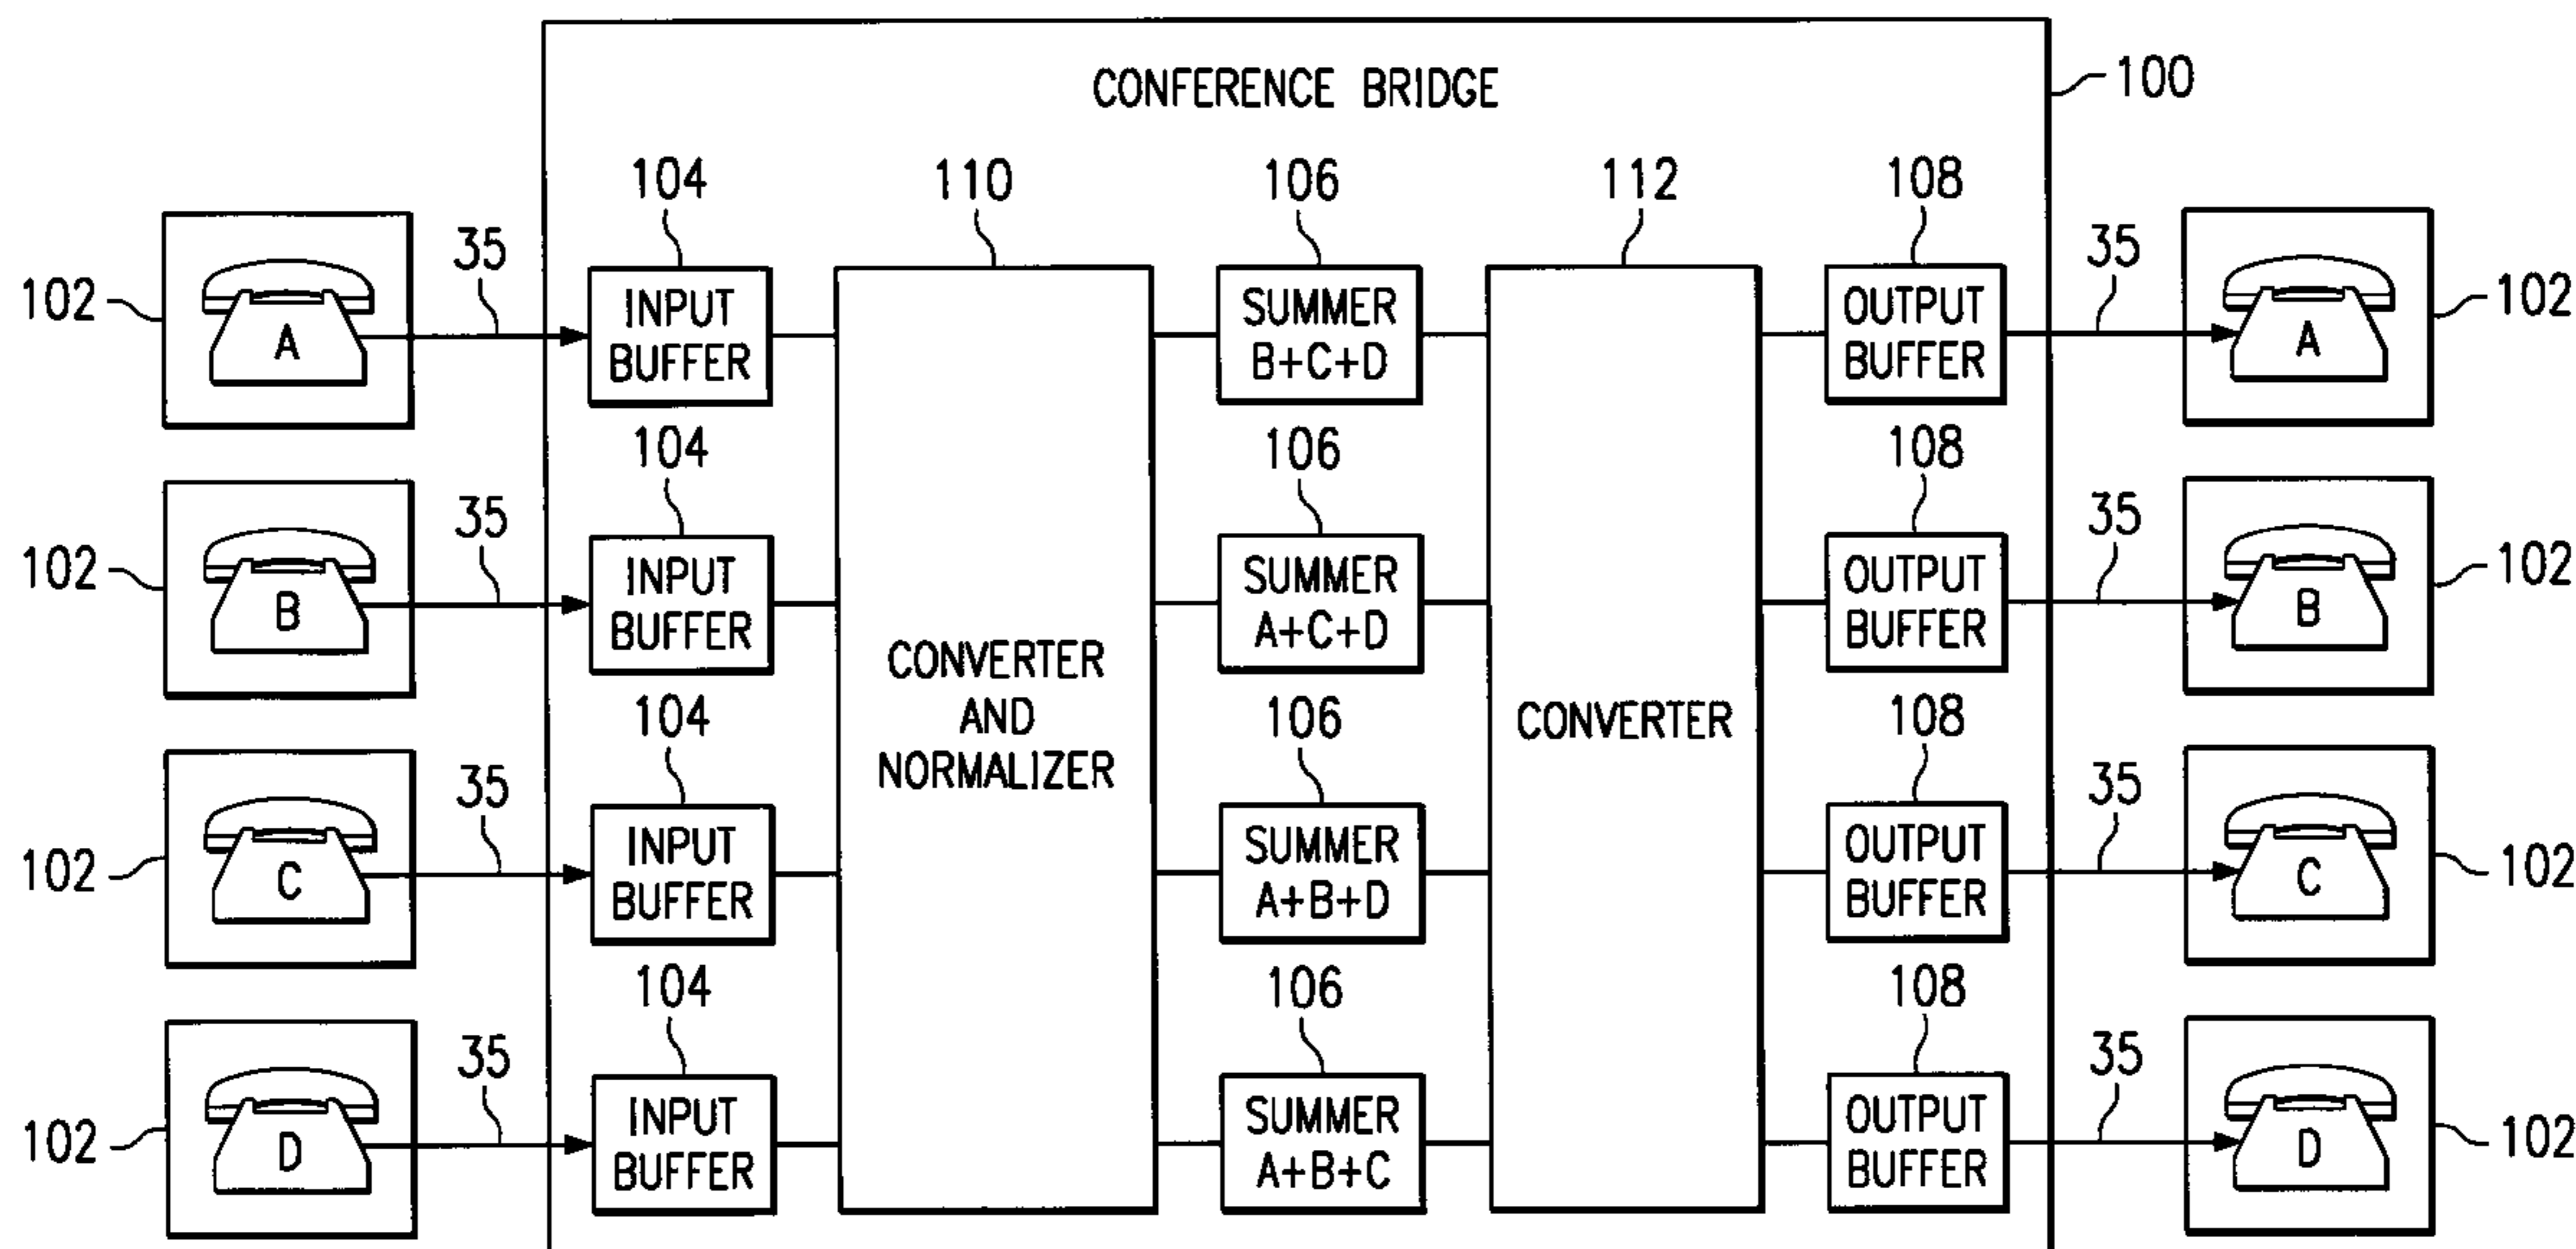 CONFERENCE BRIDGE
100
104
110
106
112
108
102
A
35
INPUT
BUFFER
SUMMER
B+C+D
OUTPUT
BUFFER
35
A
102
104
106
108
102
B
35
INPUT
BUFFER
SUMMER
A+C+D
OUTPUT
BUFFER
35
B
102
CONVERTER
AND
NORMALIZER
CONVERTER
104
106
108
102
C
35
INPUT
BUFFER
SUMMER
A+B+D
OUTPUT
BUFFER
35
C
102
104
106
108
102
D
35
INPUT
BUFFER
SUMMER
A+B+C
OUTPUT
BUFFER
35
D
102